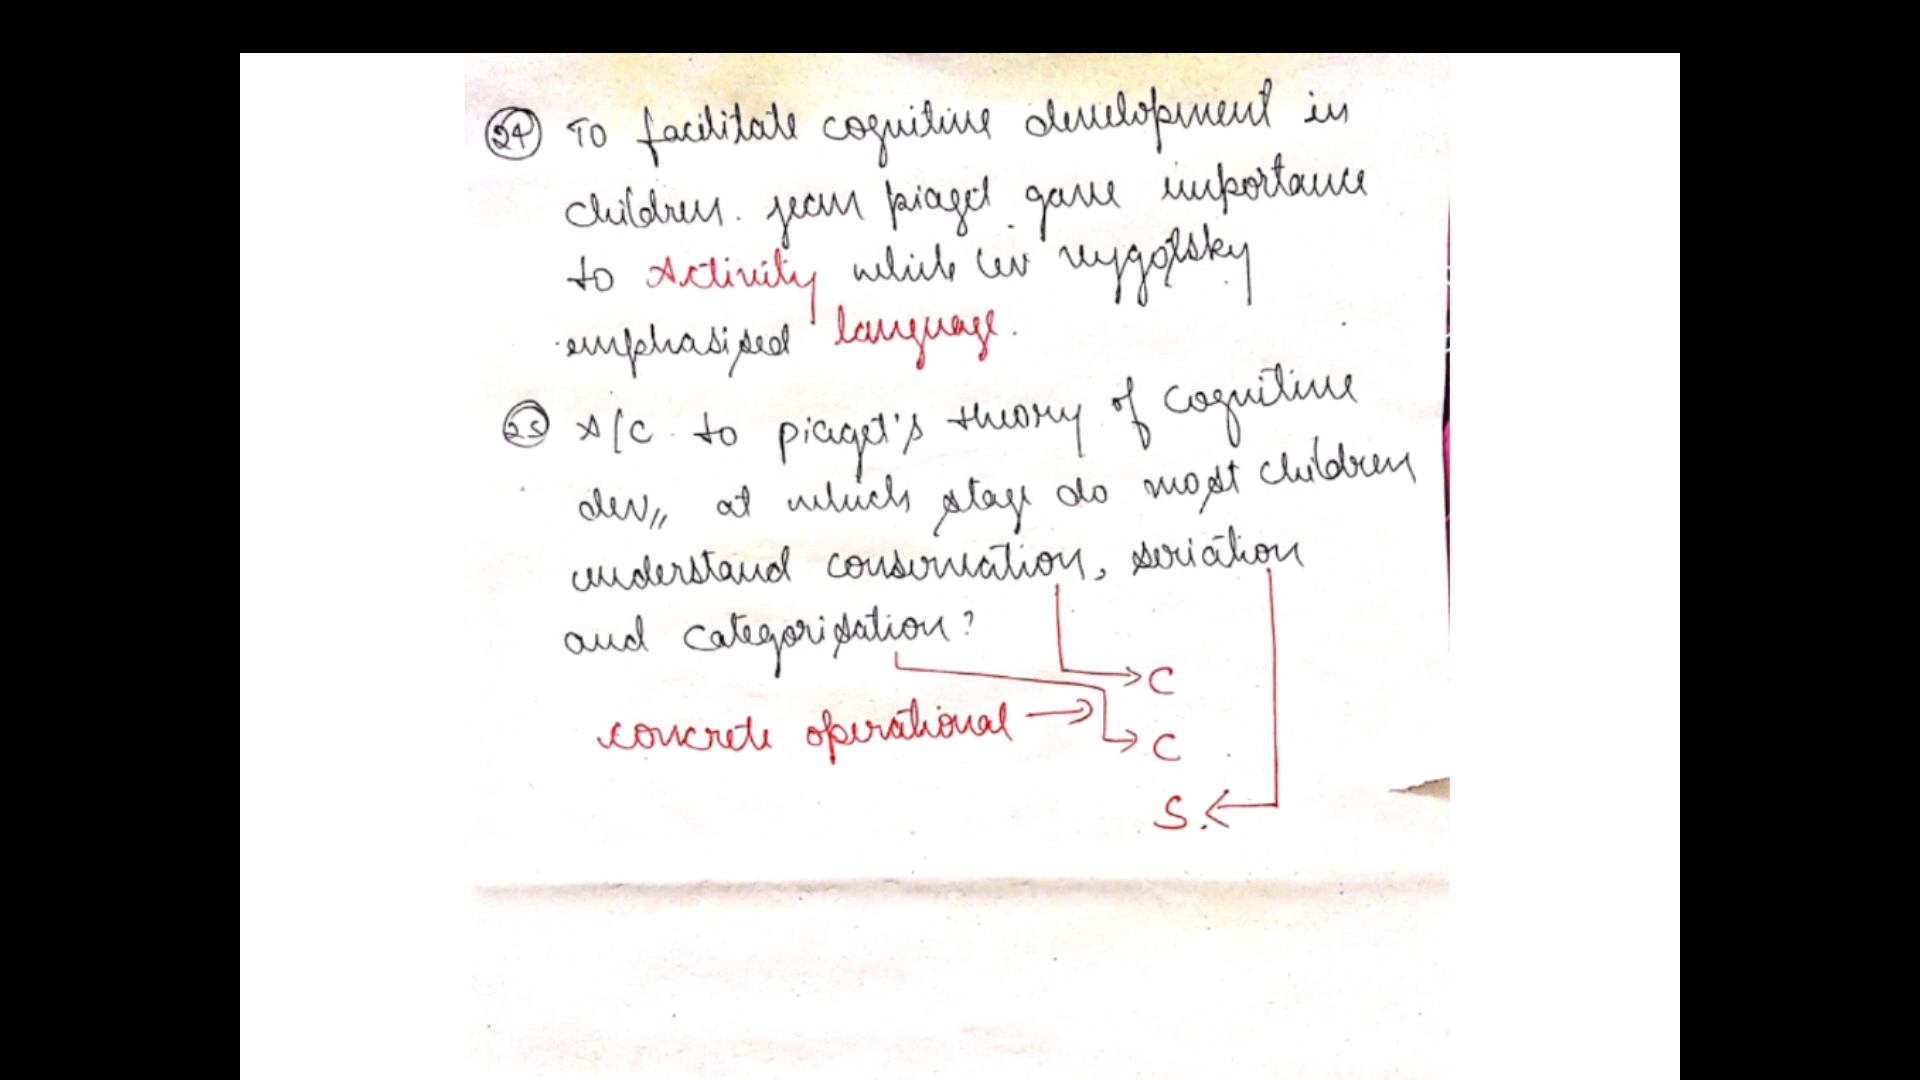 24 To facilitate cognitive development in
children. jean piaget gave importance
to Activity while lev vygotsky
emphasised language.
25 A/C to piaget's theory of cognitive
dev,, at which stage do most children
understand conservation, seriation
and categorisation?
→ C
concrete operational →
→ C
S. ←